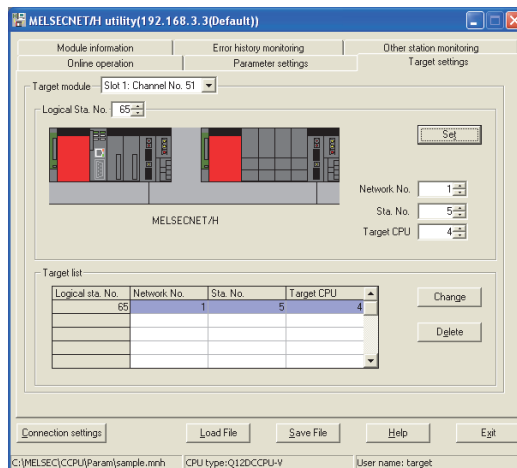 MELSECNET/H utility(192.168.3.3(Default))
Module information Error history monitoring Other station monitoring
Online operation Parameter settings Target settings
Target module Slot 1: Channel No. 51
Logical Sta. No. 65
Set
Network No. 1
Sta. No. 5
Target CPU 4
MELSECNET/H
Target list
Logical sta. No. Network No. Sta. No. Target CPU
65 1 5 4
Change
Delete
Connection settings Load File Save File Help Exit
C:\MELSEC\CCPU\Param\sample.mnh CPU type:Q12DCCPU-V User name: target